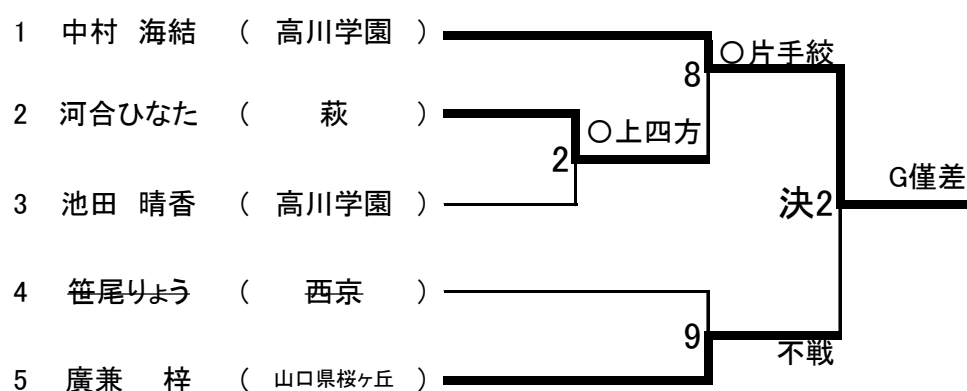 1 中村 海結 ( 高川学園 )
〇片手絞
8
2 河合ひなた ( 萩 )
〇上四方
2
G僅差
3 池田 晴香 ( 高川学園 )
決2
4 笹尾りょう ( 西京 )
9
不戦
5 廣兼 梓 ( 山口県桜ヶ丘 )